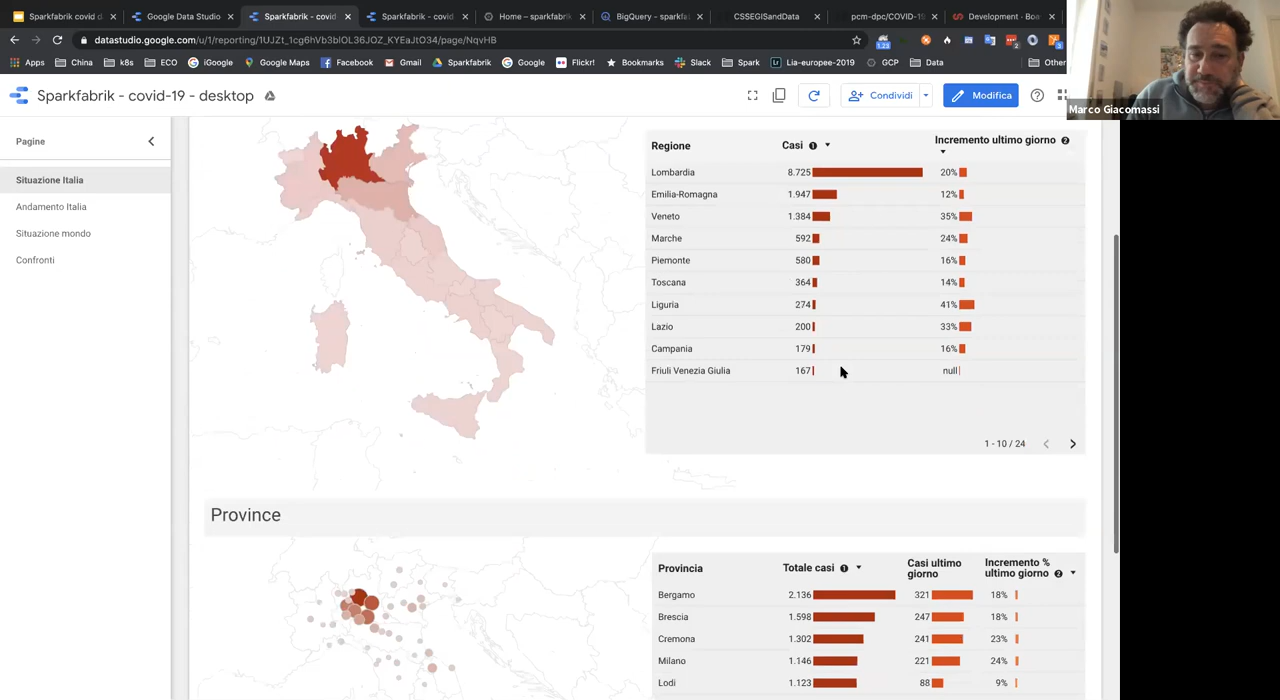 Sparkfabrik covid d
Google Data Studio
Sparkfabrik - covid
Sparkfabrik - covid
Home – sparkfabrik
BigQuery - sparkfa
CSSEGISandData
pcm-dpc/COVID-19
Development - Boa
datastudio.google.com/u/1/reporting/1UJZt_1cg6hVb3blOL36JOZ_KYEaJtO34/page/NqvHB
Apps China k8s ECO iGoogle Google Maps Facebook Gmail Sparkfabrik Google Flickr! Bookmarks Slack Spark Lia-europee-2019 GCP Data Other
Marco Giacomassi
Sparkfabrik - covid-19 - desktop
Condividi
Modifica
Pagine
Situazione Italia
Andamento Italia
Situazione mondo
Confronti
Regione Casi Incremento ultimo giorno
Lombardia 8.725 20%
Emilia-Romagna 1.947 12%
Veneto 1.384 35%
Marche 592 24%
Piemonte 580 16%
Toscana 364 14%
Liguria 274 41%
Lazio 200 33%
Campania 179 16%
Friuli Venezia Giulia 167 null
1 - 10 / 24
Province
Provincia Totale casi Casi ultimo giorno Incremento % ultimo giorno
Bergamo 2.136 321 18%
Brescia 1.598 247 18%
Cremona 1.302 241 23%
Milano 1.146 221 24%
Lodi 1.123 88 9%